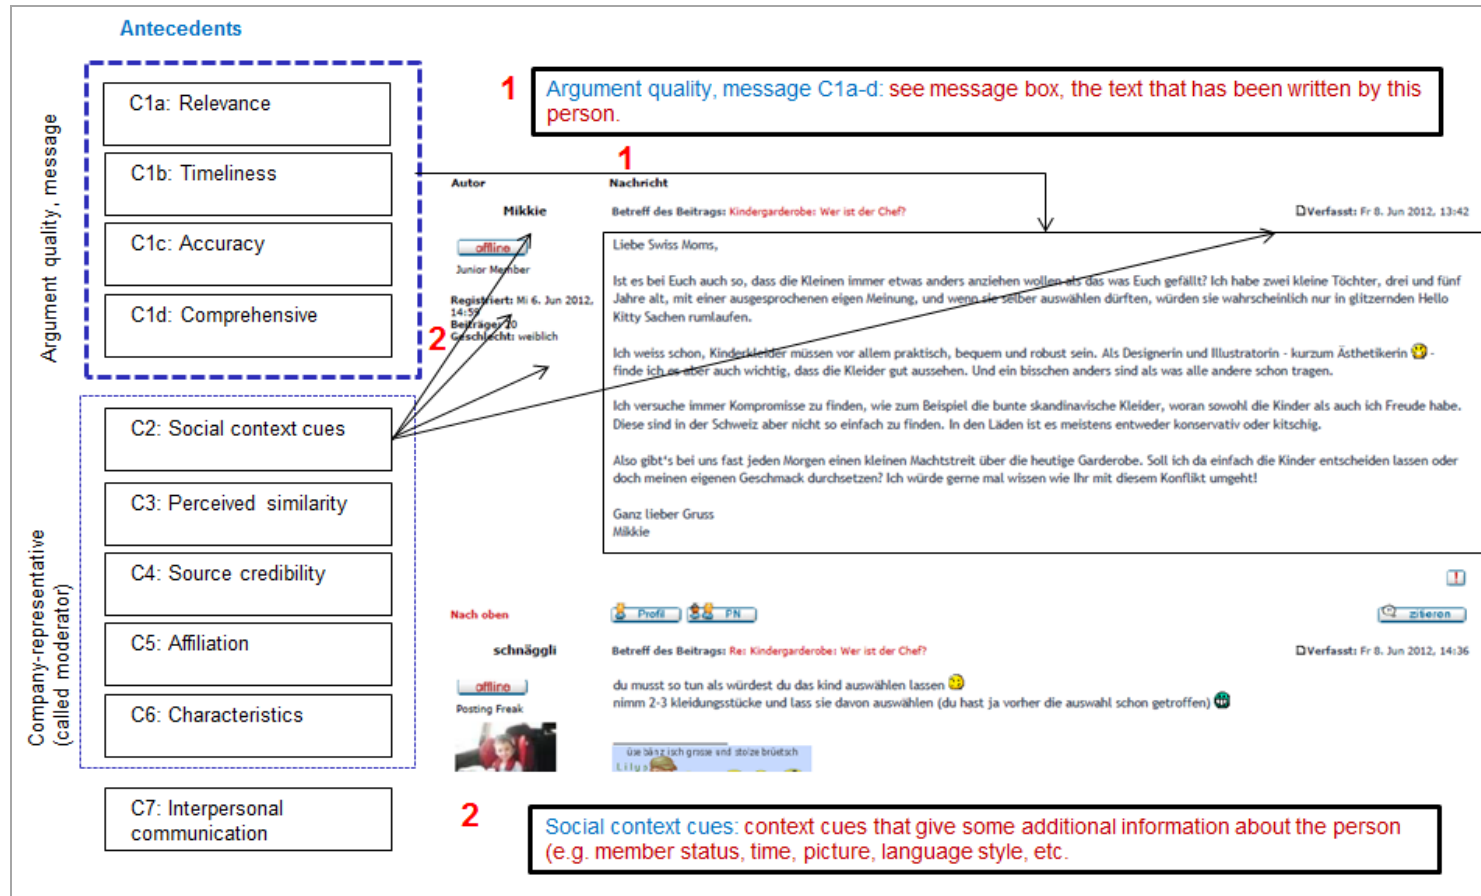 Antecedents
Argument quality, message
C1a: Relevance
C1b: Timeliness
C1c: Accuracy
C1d: Comprehensive
Company-representative
(called moderator)
C2: Social context cues
C3: Perceived similarity
C4: Source credibility
C5: Affiliation
C6: Characteristics
C7: Interpersonal
communication
1
Argument quality, message C1a-d: see message box, the text that has been written by this
person.
1
2
Autor
Nachricht
Mikkie
Betreff des Beitrags: Kindergarderobe: Wer ist der Chef?
Verfasst: Fr 8. Jun 2012, 13:42
offline
Junior Member
Registriert: Mi 6. Jun 2012,
14:59
Beiträge: 20
Geschlecht: weiblich
Liebe Swiss Moms,
Ist es bei Euch auch so, dass die Kleinen immer etwas anders anziehen wollen als das was Euch gefällt? Ich habe zwei kleine Töchter, drei und fünf
Jahre alt, mit einer ausgesprochenen eigen Meinung, und wenn sie selber auswählen dürften, würden sie wahrscheinlich nur in glitzernden Hello
Kitty Sachen rumlaufen.
Ich weiss schon, Kinderkleider müssen vor allem praktisch, bequem und robust sein. Als Designerin und Illustratorin - kurzum Ästhetikerin -
finde ich es aber auch wichtig, dass die Kleider gut aussehen. Und ein bisschen anders sind als was alle andere schon tragen.
Ich versuche immer Kompromisse zu finden, wie zum Beispiel die bunte skandinavische Kleider, woran sowohl die Kinder als auch ich Freude habe.
Diese sind in der Schweiz aber nicht so einfach zu finden. In den Läden ist es meistens entweder konservativ oder kitschig.
Also gibt's bei uns fast jeden Morgen einen kleinen Machtstreit über die heutige Garderobe. Soll ich da einfach die Kinder entscheiden lassen oder
doch meinen eigenen Geschmack durchsetzen? Ich würde gerne mal wissen wie Ihr mit diesem Konflikt umgeht!
Ganz lieber Gruss
Mikkie
Nach oben
Profil
PN
zitieren
schnäggli
Betreff des Beitrags: Re: Kindergarderobe: Wer ist der Chef?
Verfasst: Fr 8. Jun 2012, 14:36
offline
Posting Freak
du musst so tun als würdest du das kind auswählen lassen
nimm 2-3 kleidungsstücke und lass sie davon auswählen (du hast ja vorher die auswahl schon getroffen)
üse bänz isch grosse und stolze brüetsch
Lilys
2
Social context cues: context cues that give some additional information about the person
(e.g. member status, time, picture, language style, etc.